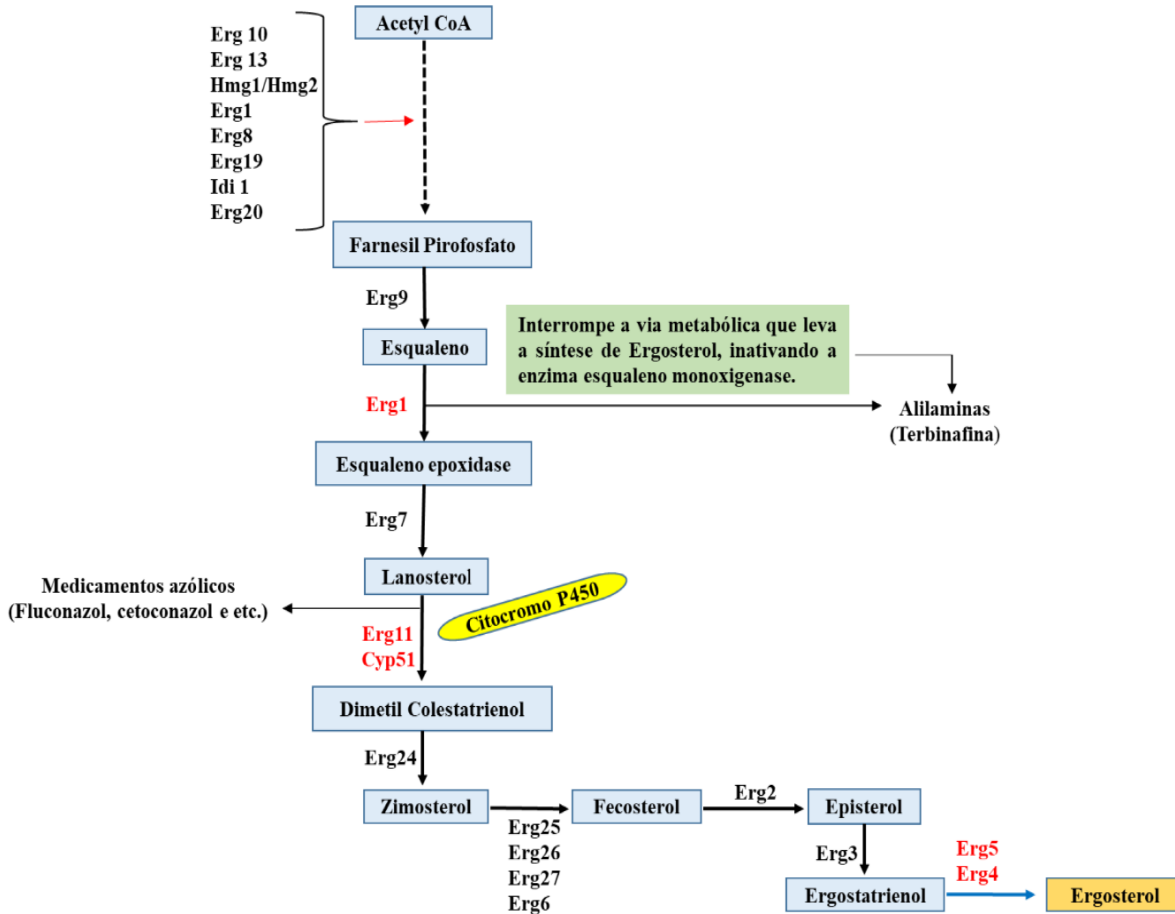 Acetyl CoA
Erg 10
Erg 13
Hmg1/Hmg2
Erg1
Erg8
Erg19
Idi 1
Erg20
Farnesil Pirofosfato
Erg9
Interrompe a via metabólica que leva
a síntese de Ergosterol, inativando a
enzima esqualeno monoxigenase.
Esqualeno
Erg1
Alilaminas
(Terbinafina)
Esqualeno epoxidase
Erg7
Lanosterol
Medicamentos azólicos
(Fluconazol, cetoconazol e etc.)
Citocromo P450
Erg11
Cyp51
Dimetil Colestatrienol
Erg24
Zimosterol
Erg25
Erg26
Erg27
Erg6
Fecosterol
Erg2
Episterol
Erg3
Ergostatrienol
Erg5
Erg4
Ergosterol